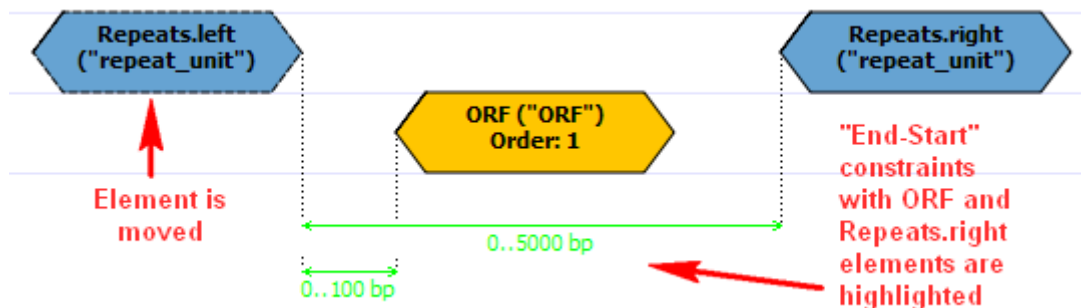 Repeats.left
("repeat_unit")
Repeats.right
("repeat_unit")
ORF ("ORF")
Order: 1
Element is
moved
0..5000 bp
0..100 bp
"End-Start"
constraints
with ORF and
Repeats.right
elements are
highlighted